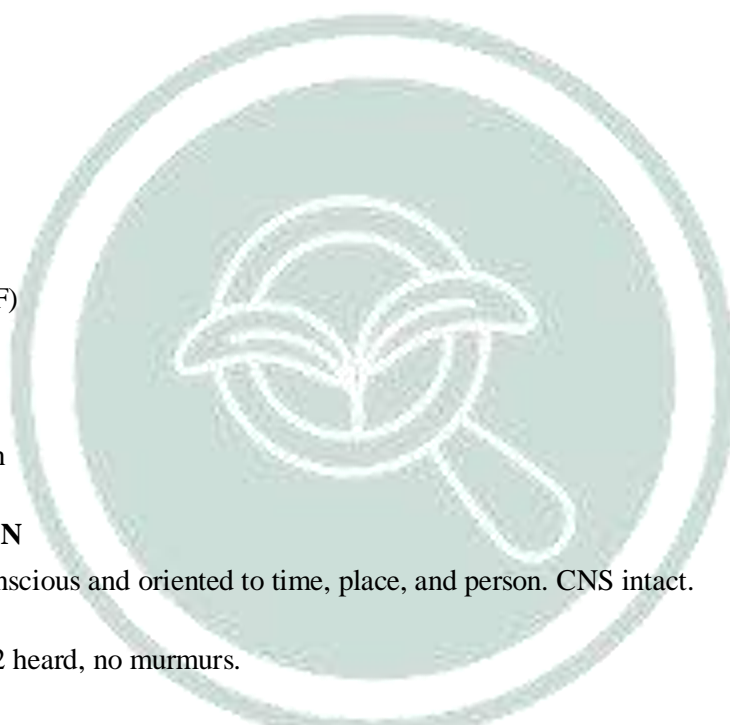 F)
N
nscious and oriented to time, place, and person. CNS intact.
2 heard, no murmurs.